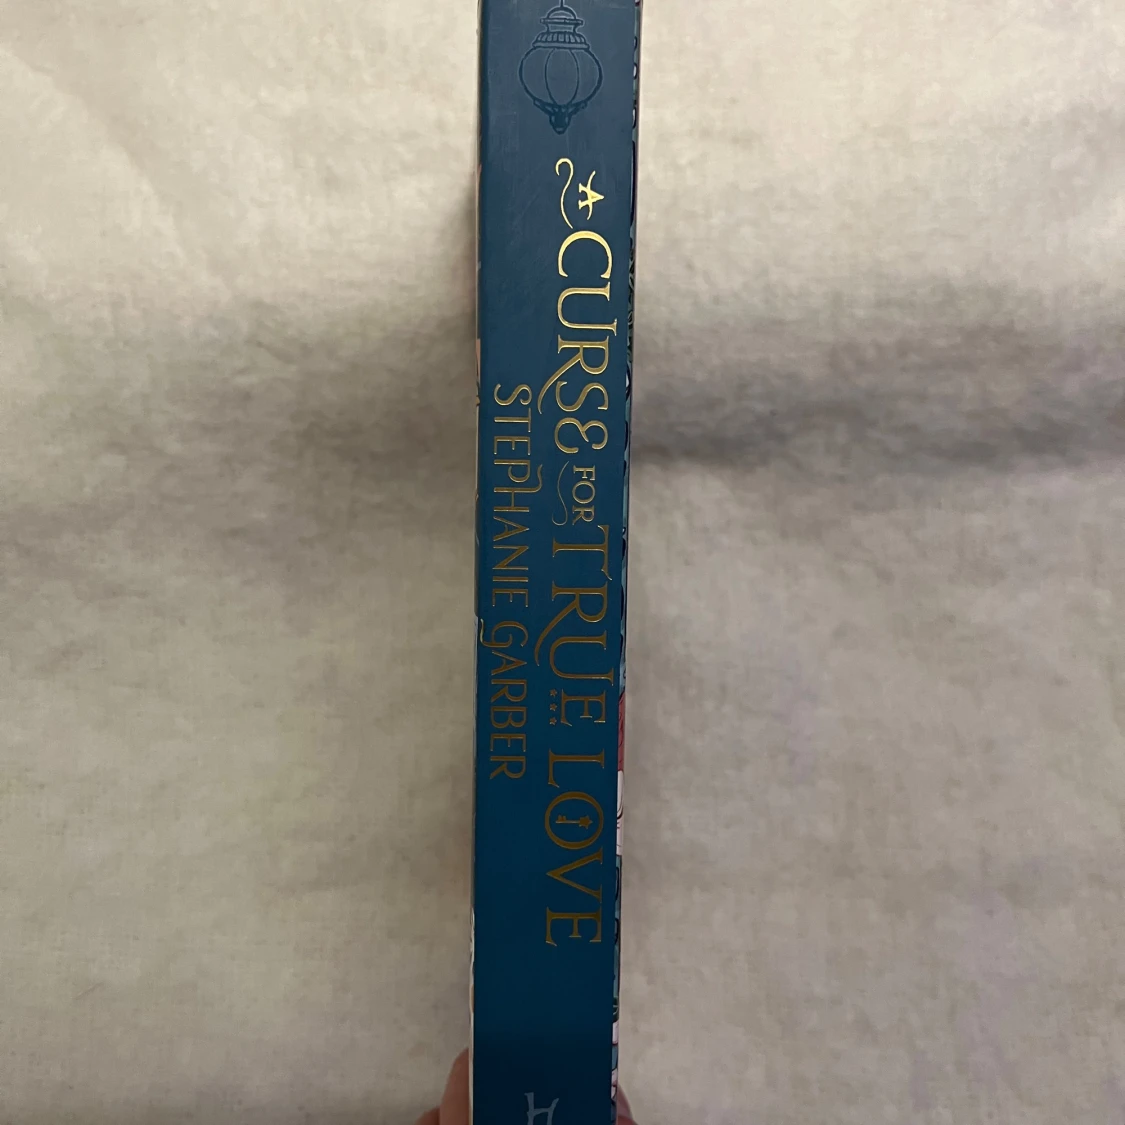 A CURSE FOR TRUE LOVE
STEPHANIE GARBER
H